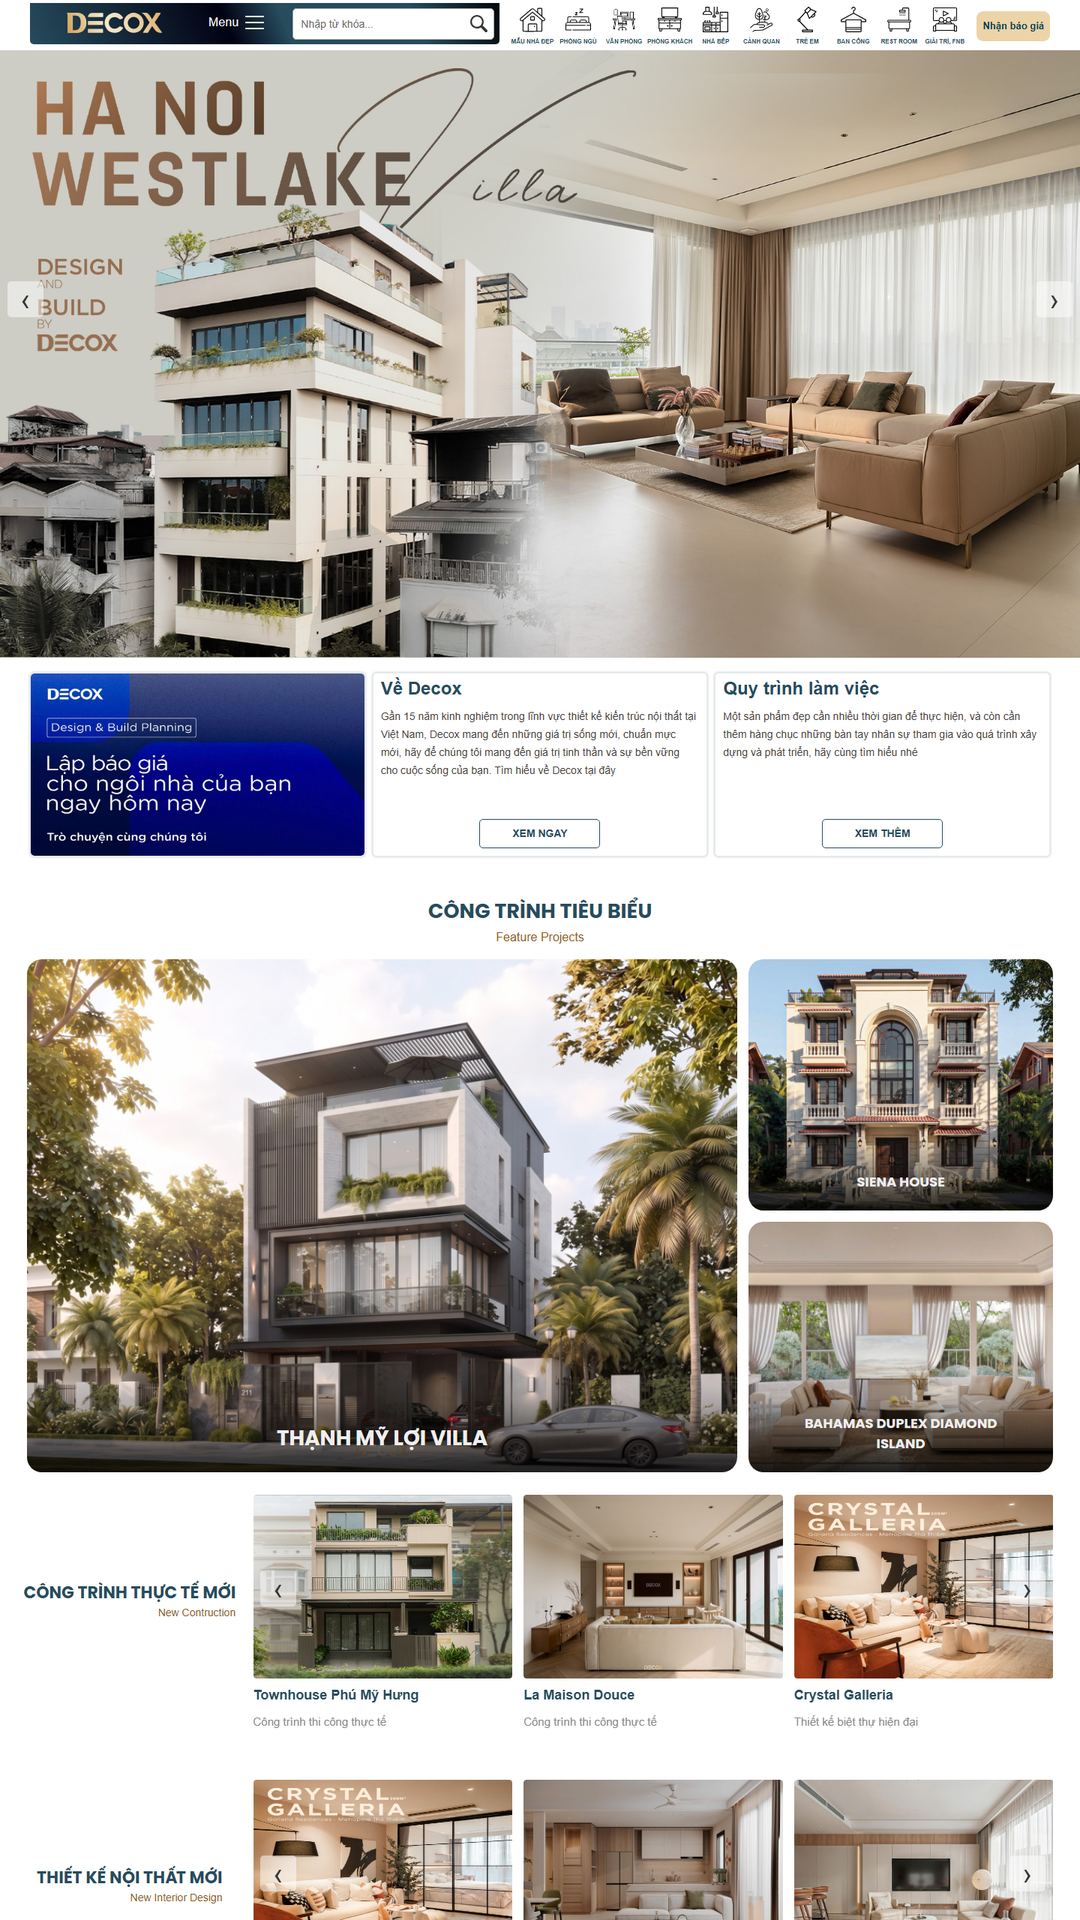 DECOX
Menu
Nhập từ khóa...
MẪU NHÀ ĐẸP
PHÒNG NGỦ
VĂN PHÒNG
PHÒNG KHÁCH
NHÀ BẾP
CẢNH QUAN
TRẺ EM
BAN CÔNG
REST ROOM
GIẢI TRÍ, FNB
Nhận báo giá
HA NOI
WESTLAKE
Villa
DESIGN
AND
BUILD
BY
DECOX
DECOX
Design & Build Planning
Lập báo giá
cho ngôi nhà của bạn
ngay hôm nay
Trò chuyện cùng chúng tôi
Về Decox
Gần 15 năm kinh nghiệm trong lĩnh vực thiết kế kiến trúc nội thất tại
Việt Nam, Decox mang đến những giá trị sống mới, chuẩn mực
mới, hãy để chúng tôi mang đến giá trị tinh thần và sự bền vững
cho cuộc sống của bạn. Tìm hiểu về Decox tại đây
XEM NGAY
Quy trình làm việc
Một sản phẩm đẹp cần nhiều thời gian để thực hiện, và còn cần
thêm hàng chục những bàn tay nhân sự tham gia vào quá trình xây
dựng và phát triển, hãy cùng tìm hiểu nhé
XEM THÊM
CÔNG TRÌNH TIÊU BIỂU
Feature Projects
211
THẠNH MỸ LỢI VILLA
SIENA HOUSE
BAHAMAS DUPLEX DIAMOND
ISLAND
CÔNG TRÌNH THỰC TẾ MỚI
New Contruction
Townhouse Phú Mỹ Hưng
Công trình thi công thực tế
DECOX
DECOX
La Maison Douce
Công trình thi công thực tế
CRYSTAL
GALLERIA
Crystal Galleria
Thiết kế biệt thự hiện đại
THIẾT KẾ NỘI THẤT MỚI
New Interior Design
CRYSTAL
GALLERIA